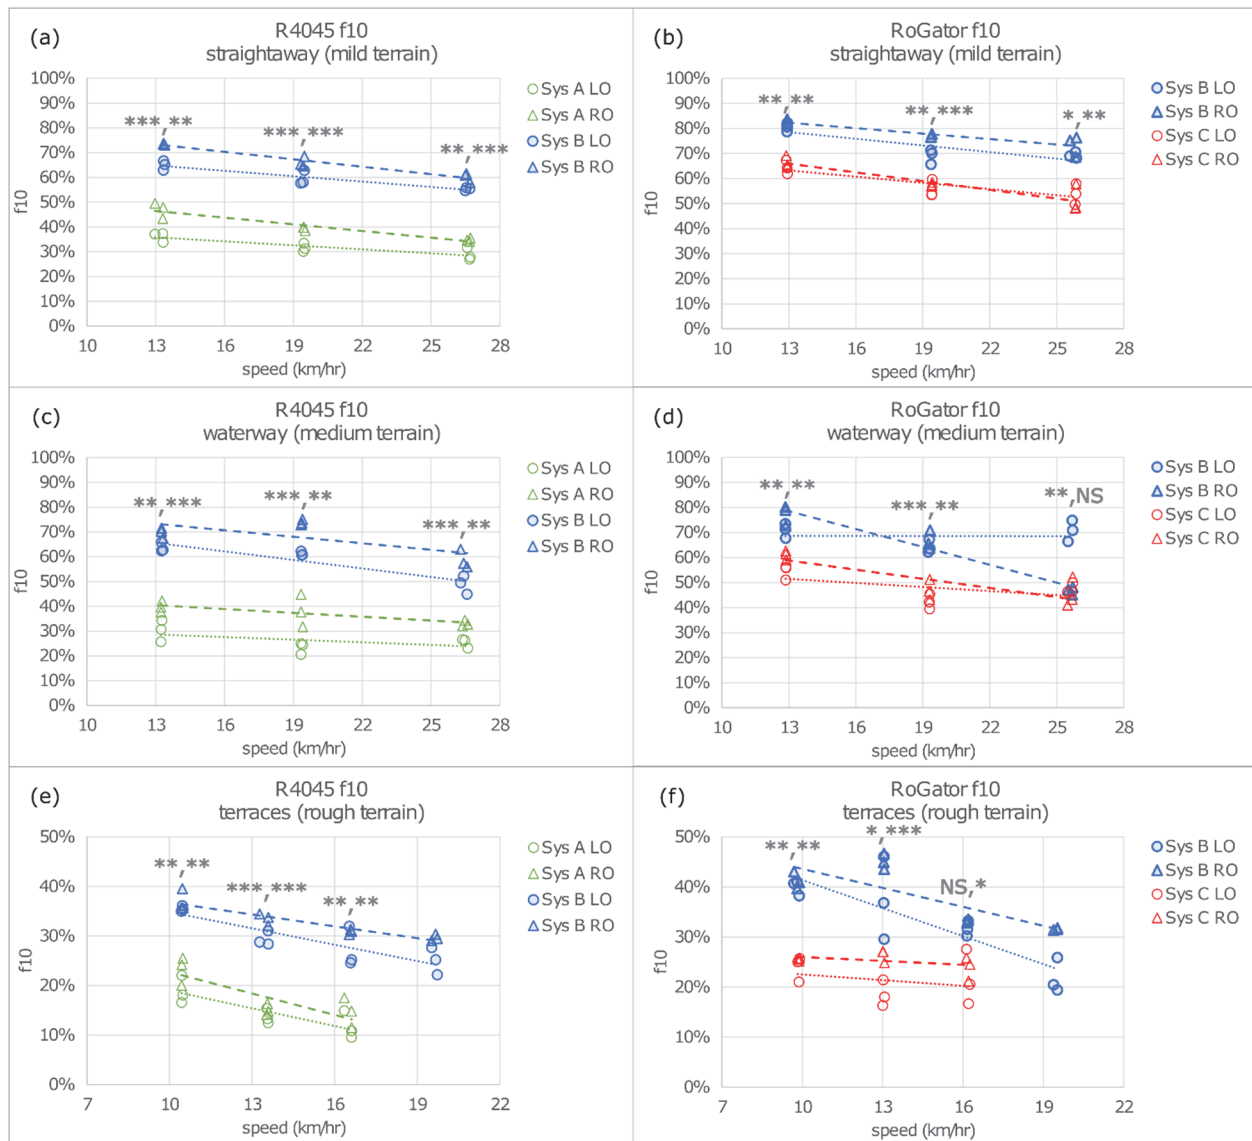 (a)
R4045 f10
straightaway (mild terrain)
100%
90%
80%
70%
60%
50%
40%
30%
20%
10%
0%
f10
*** ** *** *** ** ***
10 13 16 19 22 25 28
speed (km/hr)
Sys A LO
Sys A RO
Sys B LO
Sys B RO
(b)
RoGator f10
straightaway (mild terrain)
100%
90%
80%
70%
60%
50%
40%
30%
20%
10%
0%
f10
** ** ** *** * **
10 13 16 19 22 25 28
speed (km/hr)
Sys B LO
Sys B RO
Sys C LO
Sys C RO
(c)
R4045 f10
waterway (medium terrain)
100%
90%
80%
70%
60%
50%
40%
30%
20%
10%
0%
f10
** *** *** ** *** **
10 13 16 19 22 25 28
speed (km/hr)
Sys A LO
Sys A RO
Sys B LO
Sys B RO
(d)
RoGator f10
waterway (medium terrain)
100%
90%
80%
70%
60%
50%
40%
30%
20%
10%
0%
f10
** ** *** ** ** NS
10 13 16 19 22 25 28
speed (km/hr)
Sys B LO
Sys B RO
Sys C LO
Sys C RO
(e)
R4045 f10
terraces (rough terrain)
50%
40%
30%
20%
10%
0%
f10
** ** *** *** ** **
7 10 13 16 19 22
speed (km/hr)
Sys A LO
Sys A RO
Sys B LO
Sys B RO
(f)
RoGator f10
terraces (rough terrain)
50%
40%
30%
20%
10%
0%
f10
** ** * *** NS *
7 10 13 16 19 22
speed (km/hr)
Sys B LO
Sys B RO
Sys C LO
Sys C RO